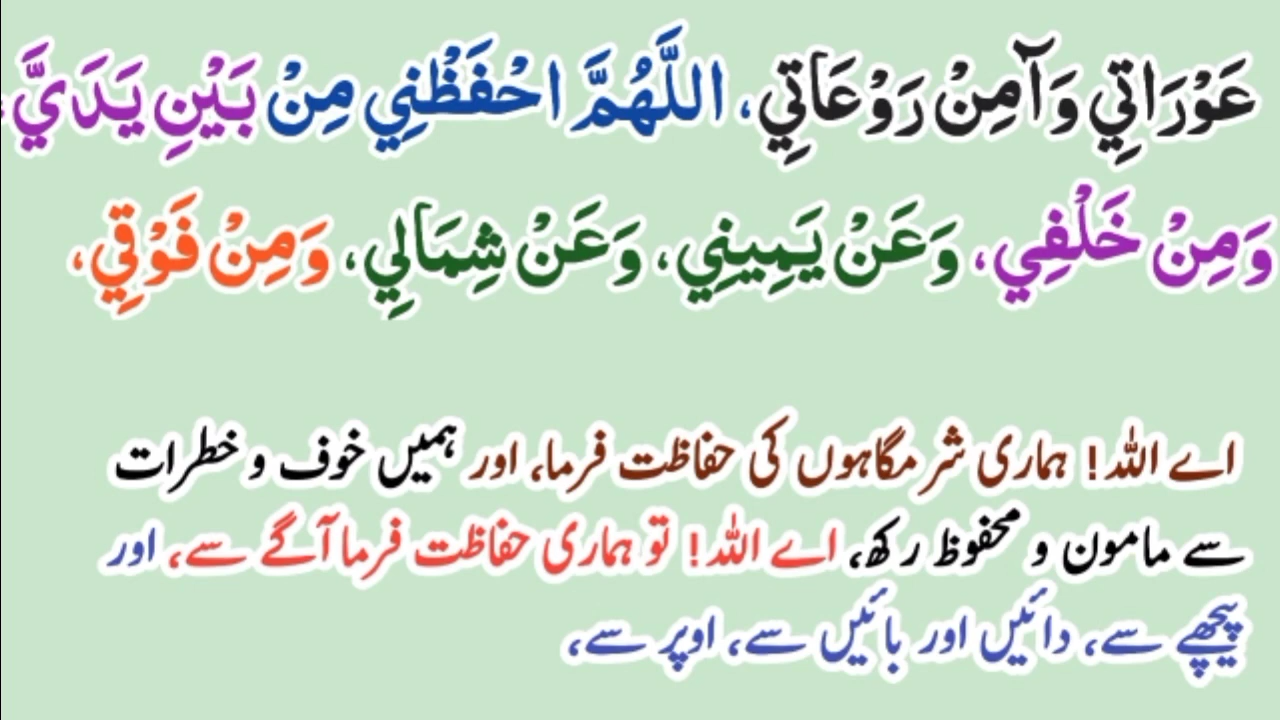 عَوْرَاتِي وَآمِنْ رَوْعَاتِي، اللَّهُمَّ احْفَظْنِي مِنْ بَيْنِ يَدَيَّ،
وَمِنْ خَلْفِي، وَعَنْ يَمِينِي، وَعَنْ شِمَالِي، وَمِنْ فَوْقِي،
اے اللہ! ہماری شرمگاہوں کی حفاظت فرما، اور ہمیں خوف و خطرات
سے مامون و محفوظ رکھ، اے اللہ! تو ہماری حفاظت فرما آگے سے، اور
پیچھے سے، دائیں اور بائیں سے، اوپر سے،